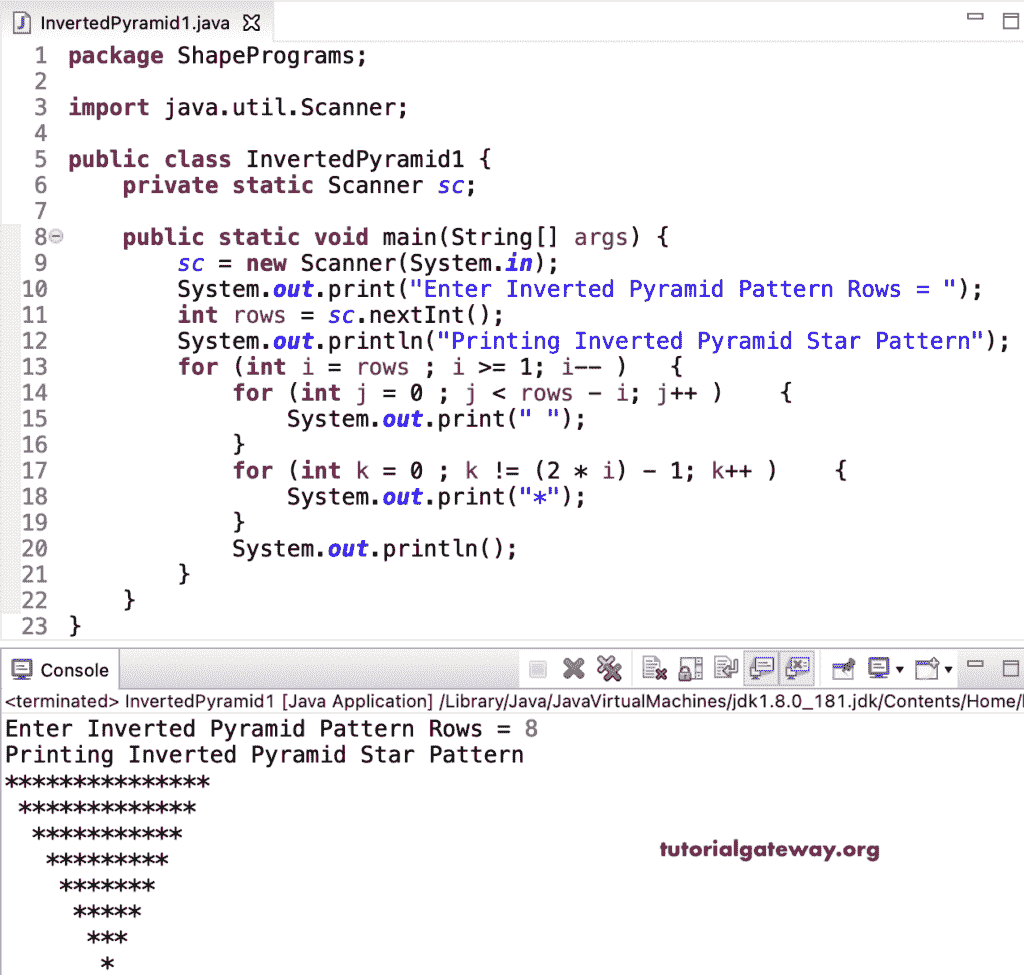 InvertedPyramid1.java
1 package ShapePrograms;
2
3 import java.util.Scanner;
4
5 public class InvertedPyramid1 {
6     private static Scanner sc;
7
8     public static void main(String[] args) {
9         sc = new Scanner(System.in);
10         System.out.print("Enter Inverted Pyramid Pattern Rows = ");
11         int rows = sc.nextInt();
12         System.out.println("Printing Inverted Pyramid Star Pattern");
13         for (int i = rows ; i >= 1; i-- )   {
14             for (int j = 0 ; j < rows - i; j++ )    {
15                 System.out.print(" ");
16             }
17             for (int k = 0 ; k != (2 * i) - 1; k++ )    {
18                 System.out.print("*");
19             }
20             System.out.println();
21         }
22     }
23 }
Console
<terminated> InvertedPyramid1 [Java Application] /Library/Java/JavaVirtualMachines/jdk1.8.0_181.jdk/Contents/Home/
Enter Inverted Pyramid Pattern Rows = 8
Printing Inverted Pyramid Star Pattern
***************
 *************
  ***********
   *********
    *******
     *****
      ***
       *
tutorialgateway.org